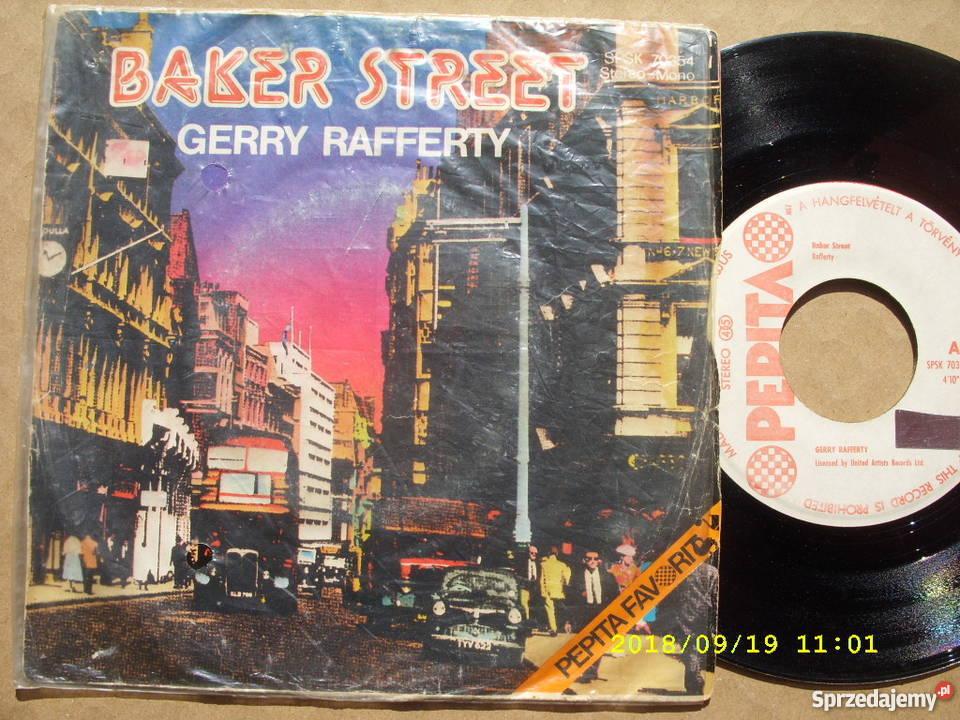 BAKER STREET
SPSK 70354
Stereo-Mono
GERRY RAFFERTY
PEPITA FAVORIT
A HANGFELVÉTELT A TÖRVÉNY
Baker Street
Rafferty
STEREO 45
PEPITA
A
SPSK 703
4'10"
GERRY RAFFERTY
Licensed by United Artists Records Ltd.
THIS RECORD IS PROHIBITED
2018/09/19 11:01
Sprzedajemy.pl